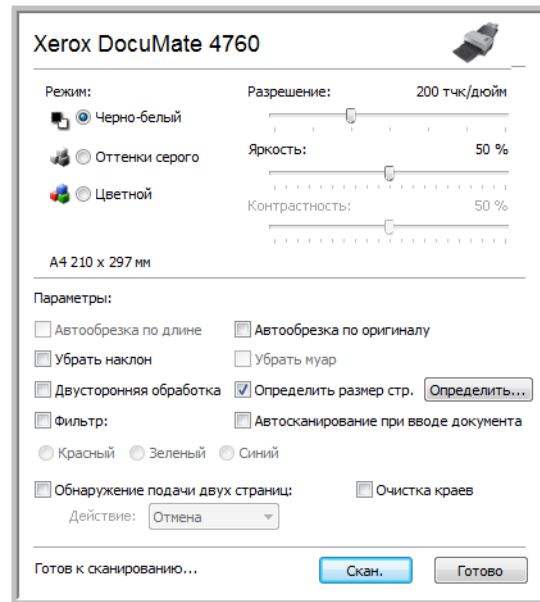 Xerox DocuMate 4760
Режим:
Разрешение: 200 тчк/дюйм
Черно-белый
Яркость: 50 %
Оттенки серого
Цветной
Контрастность: 50 %
A4 210 x 297 мм
Параметры:
Автообрезка по длине
Автообрезка по оригиналу
Убрать наклон
Убрать муар
Двусторонняя обработка
Определить размер стр. Определить...
Фильтр:
Автосканирование при вводе документа
Красный Зеленый Синий
Обнаружение подачи двух страниц:
Очистка краев
Действие: Отмена
Готов к сканированию... Скан. Готово